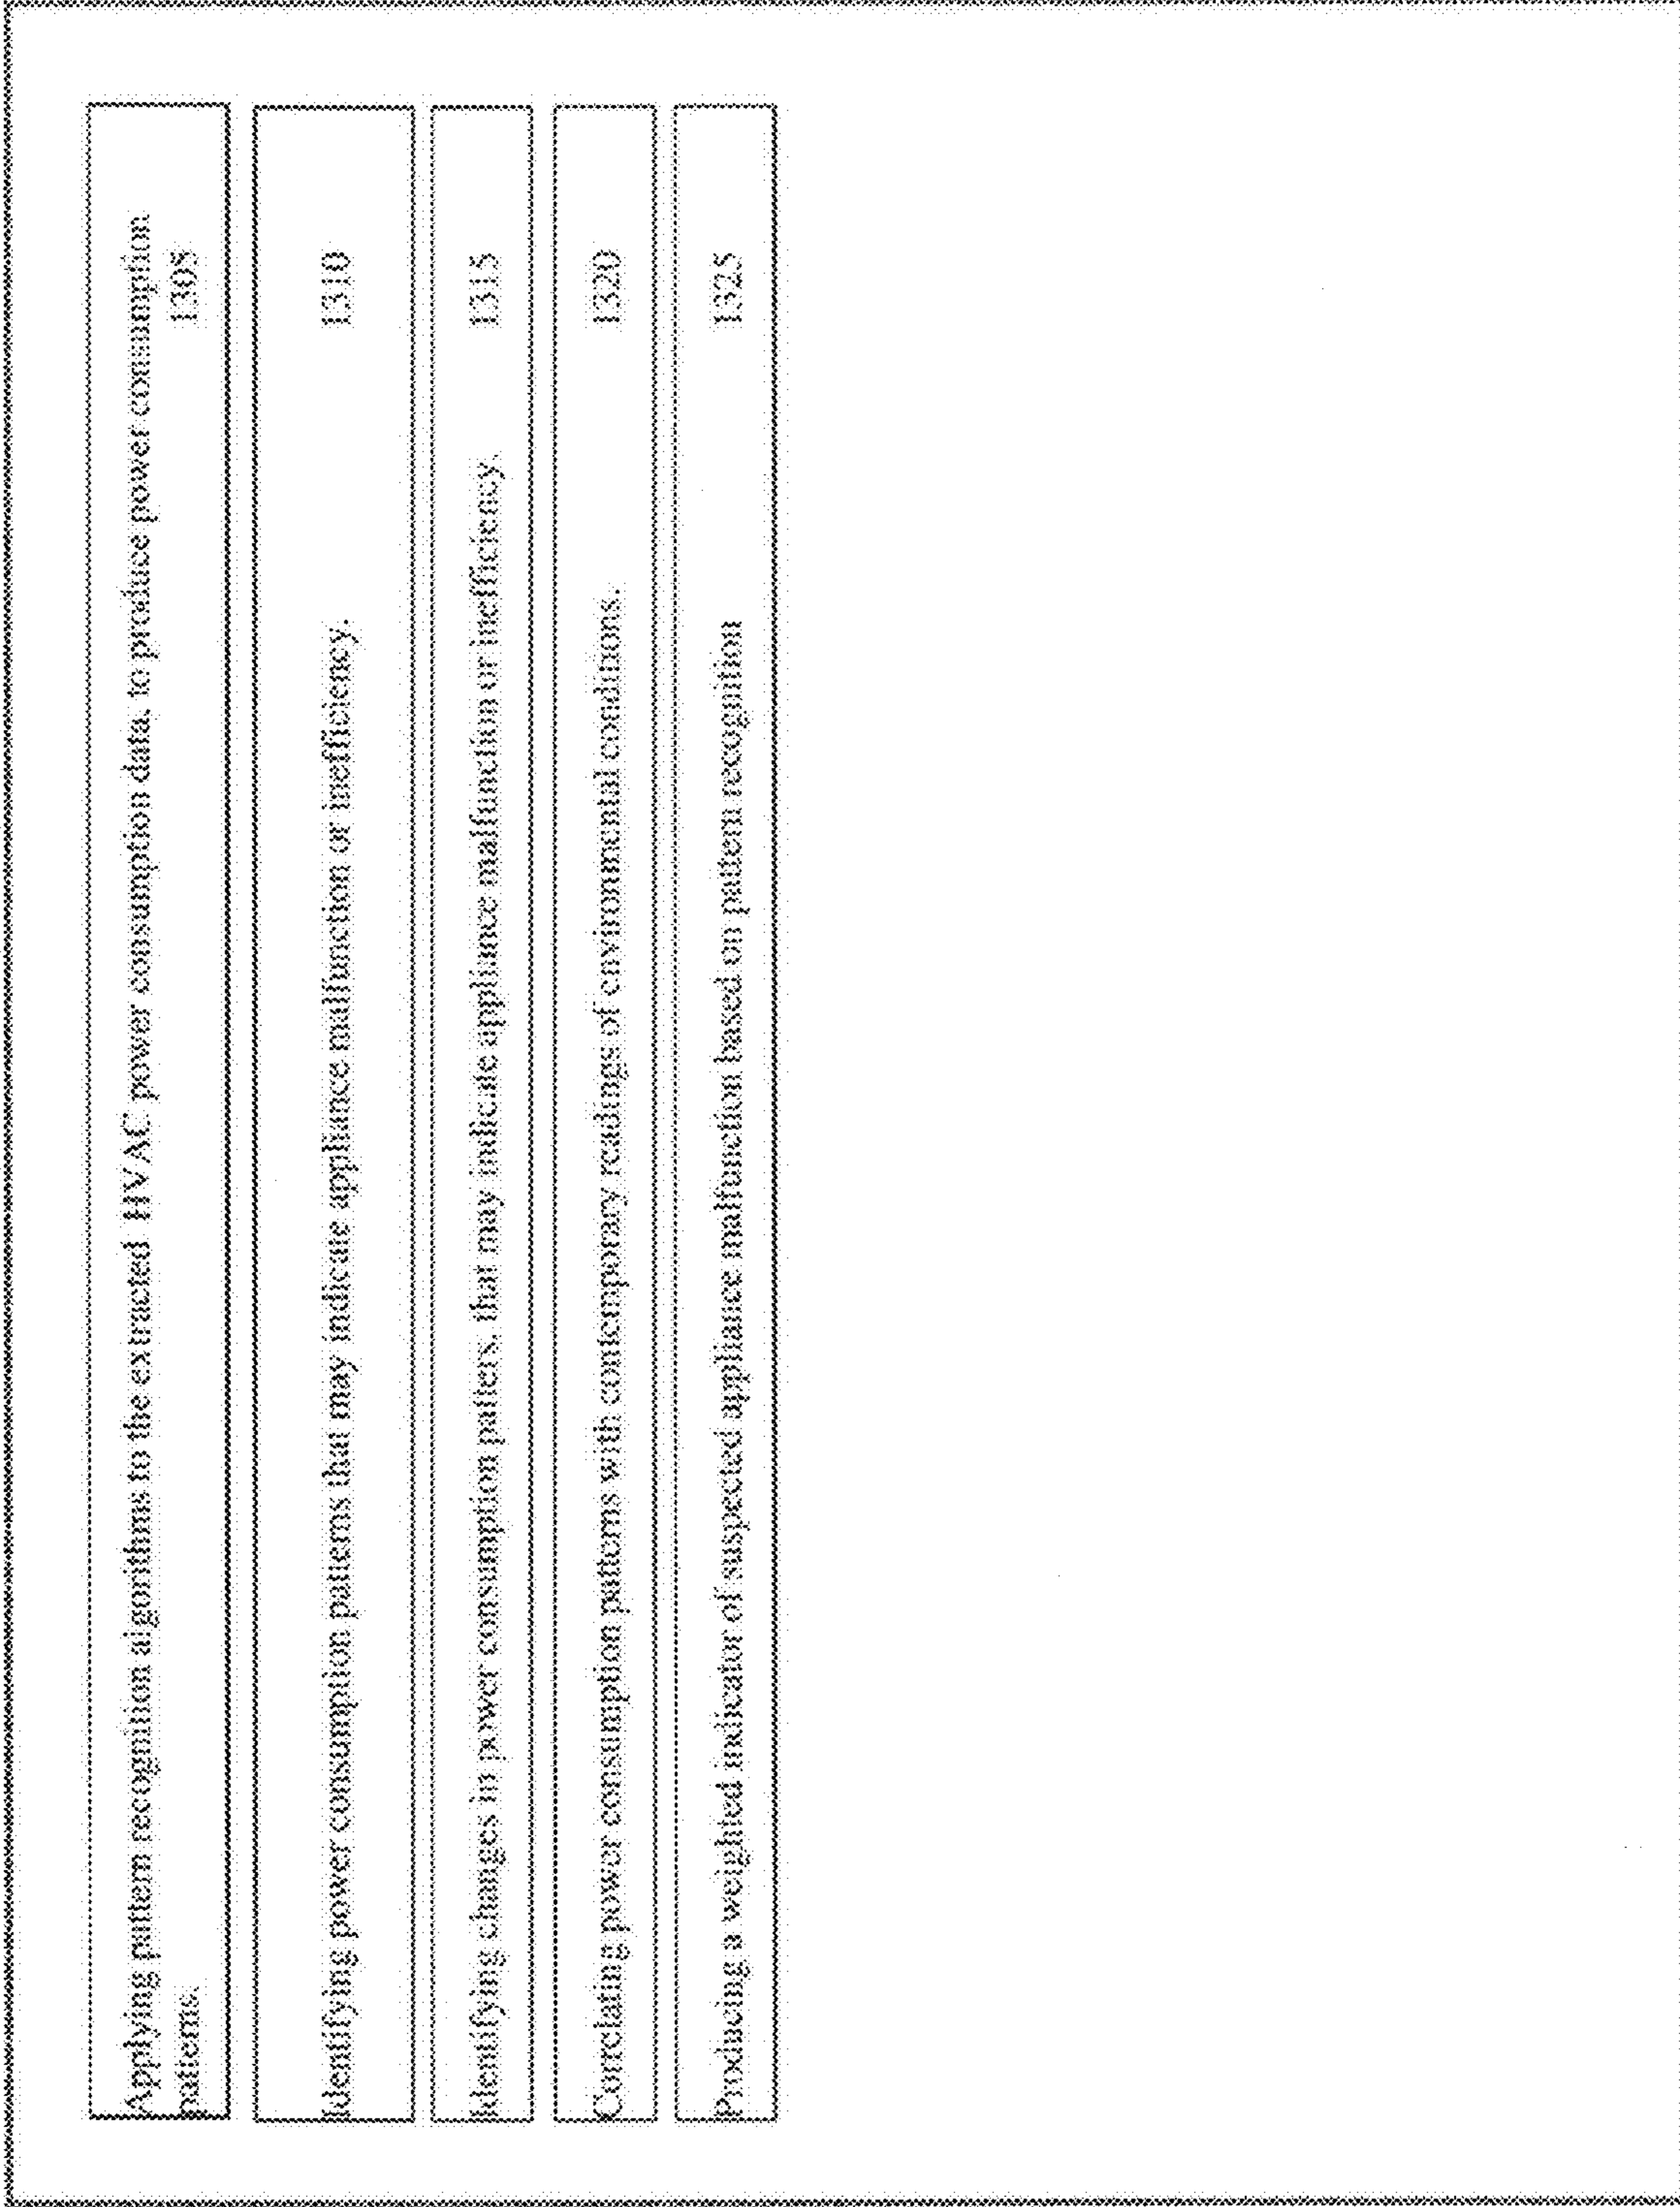 Applying pattern recognition algorithms to the extracted HVAC power consumption data, to produce power consumption
patterns. 1305
Identifying power consumption patterns that may indicate appliance malfunction or inefficiency. 1310
Identifying changes in power consumption patters, that may indicate appliance malfunction or inefficiency. 1315
Correlating power consumption patterns with contemporary readings of environmental conditions. 1320
Producing a weighted indicator of suspected appliance malfunction based on pattern recognition 1325